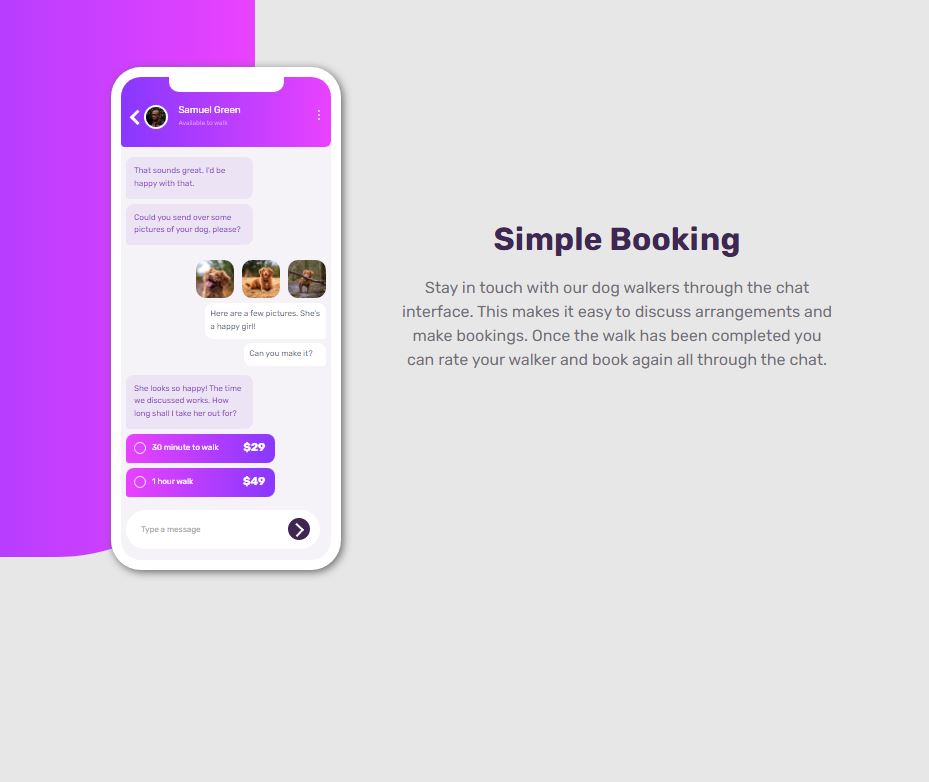 Samuel Green
Available to walk
That sounds great. I'd be
happy with that.
Could you send over some
pictures of your dog, please?
Here are a few pictures. She's
a happy girl!
Can you make it?
She looks so happy! The time
we discussed works. How
long shall I take her out for?
30 minute to walk $29
1 hour walk $49
Type a message
Simple Booking
Stay in touch with our dog walkers through the chat
interface. This makes it easy to discuss arrangements and
make bookings. Once the walk has been completed you
can rate your walker and book again all through the chat.